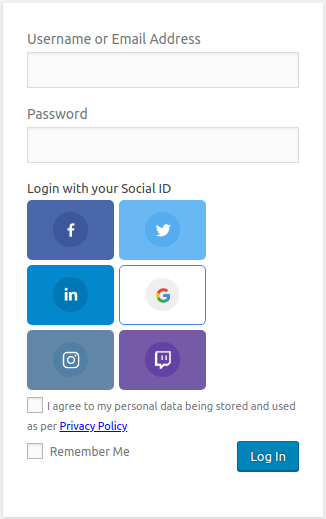 Username or Email Address
Password
Login with your Social ID
I agree to my personal data being stored and used
as per Privacy Policy
Remember Me
Log In